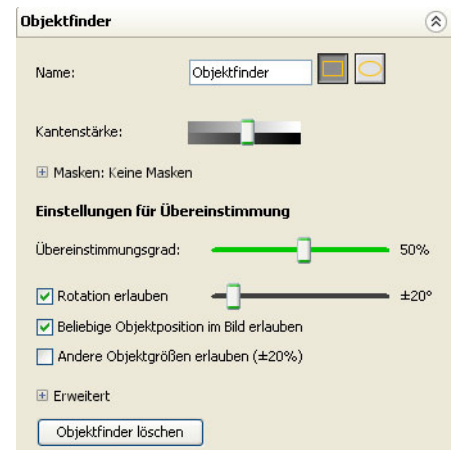 Objektfinder
Name: Objektfinder
Kantenstärke:
Masken: Keine Masken
Einstellungen für Übereinstimmung
Übereinstimmungsgrad: 50%
Rotation erlauben ±20°
Beliebige Objektposition im Bild erlauben
Andere Objektgrößen erlauben (±20%)
Erweitert
Objektfinder löschen